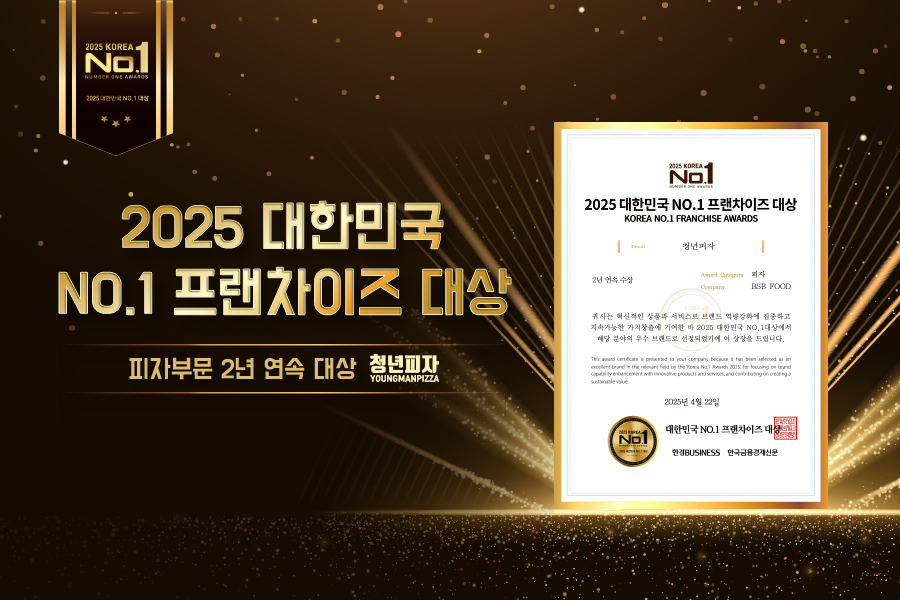 2025 KOREA
No.1
NUMBER ONE AWARDS
2025 대한민국 NO.1 대상
2025 대한민국
NO.1 프랜차이즈 대상
피자부문 2년 연속 대상 청년피자
YOUNGMANPIZZA
2025 KOREA
No.1
NUMBER ONE AWARDS
2025 대한민국 NO.1 프랜차이즈 대상
KOREA NO.1 FRANCHISE AWARDS
Brand 청년피자
2년 연속 수상
Award Category 피자
Company BSB FOOD
귀사는 혁신적인 상품과 서비스로 브랜드 역량강화에 집중하고
지속가능한 가치창출에 기여한 바 2025 대한민국 NO.1대상에서
해당 분야의 우수 브랜드로 선정되었기에 이 상장을 드립니다.
This award certificate is presented to your company because it has been selected as an
excellent brand in the relevant field by the 'Korea No.1 Awards 2025', for focusing on brand
capability enhancement with innovative products and services, and contributing on creating a
sustainable value.
2025년 4월 22일
2025 KOREA
No.1
대한민국 NO.1 프랜차이즈 대상
한경BUSINESS 한국금융경제신문